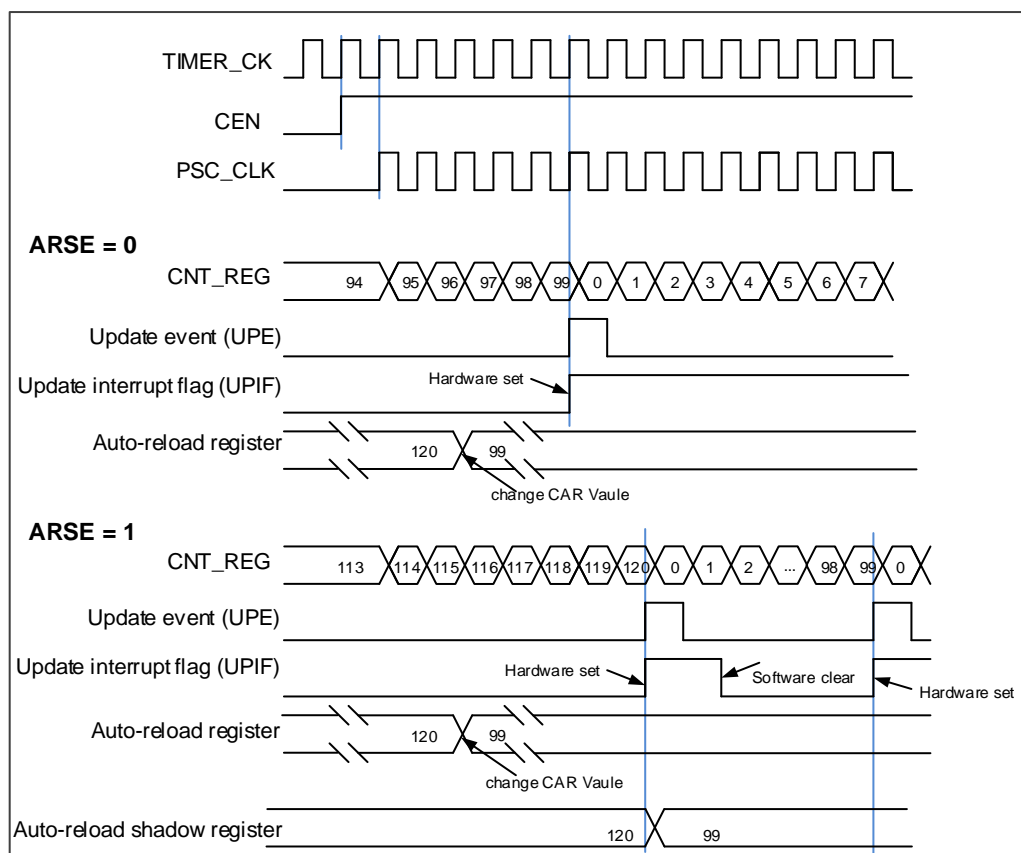 TIMER_CK
CEN
PSC_CLK
ARSE = 0
CNT_REG 94 95 96 97 98 99 0 1 2 3 4 5 6 7
Update event (UPE)
Update interrupt flag (UPIF) Hardware set
Auto-reload register 120 99
change CAR Vaule
ARSE = 1
CNT_REG 113 114 115 116 117 118 119 120 0 1 2 ... 98 99 0
Update event (UPE)
Update interrupt flag (UPIF) Hardware set Software clear Hardware set
Auto-reload register 120 99
change CAR Vaule
Auto-reload shadow register 120 99